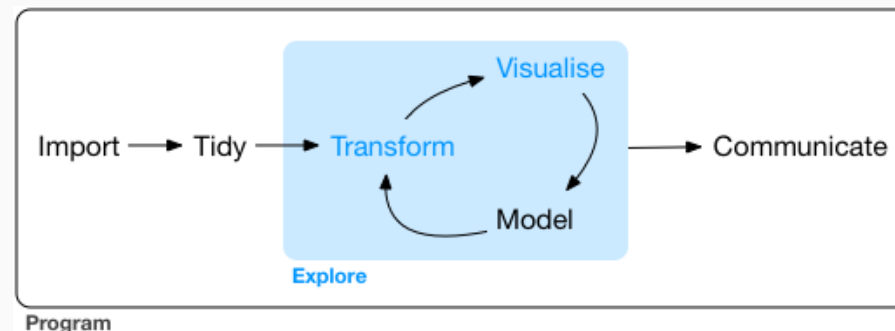 Visualise
Import Tidy Transform Communicate
Model
Explore
Program